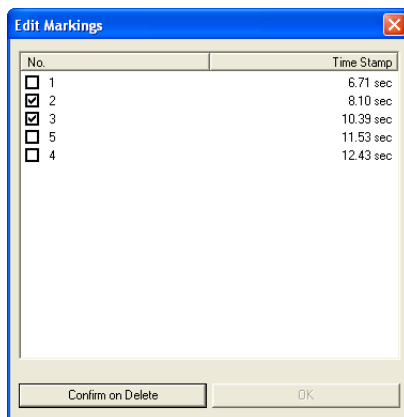 Edit Markings
No. Time Stamp
1 6.71 sec
2 8.10 sec
3 10.39 sec
5 11.53 sec
4 12.43 sec
Confirm on Delete OK